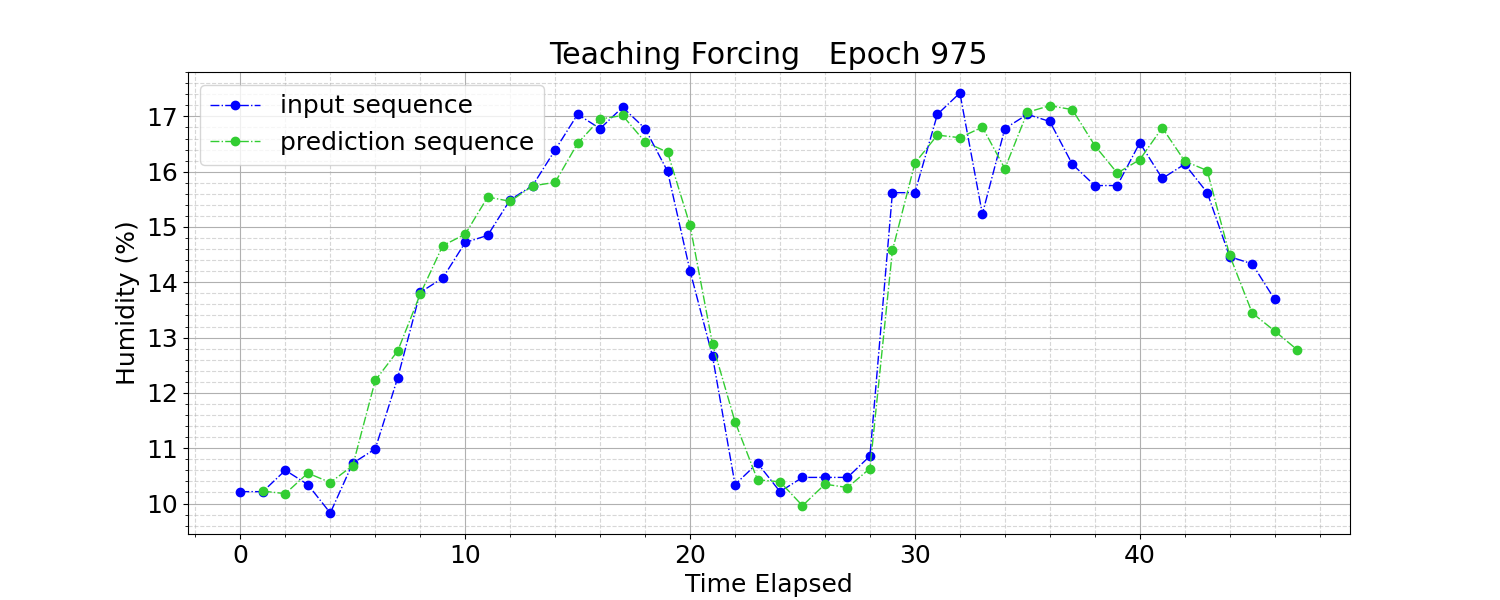 Teaching Forcing   Epoch 975
input sequence
prediction sequence
Humidity (%)
17
16
15
14
13
12
11
10
0 10 20 30 40
Time Elapsed